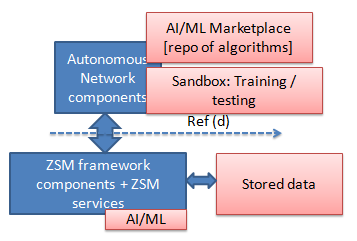 AI/ML Marketplace
[repo of algorithms]
Autonomous
Network
components
Sandbox: Training /
testing
Ref (d)
ZSM framework
components + ZSM
services
Stored data
AI/ML